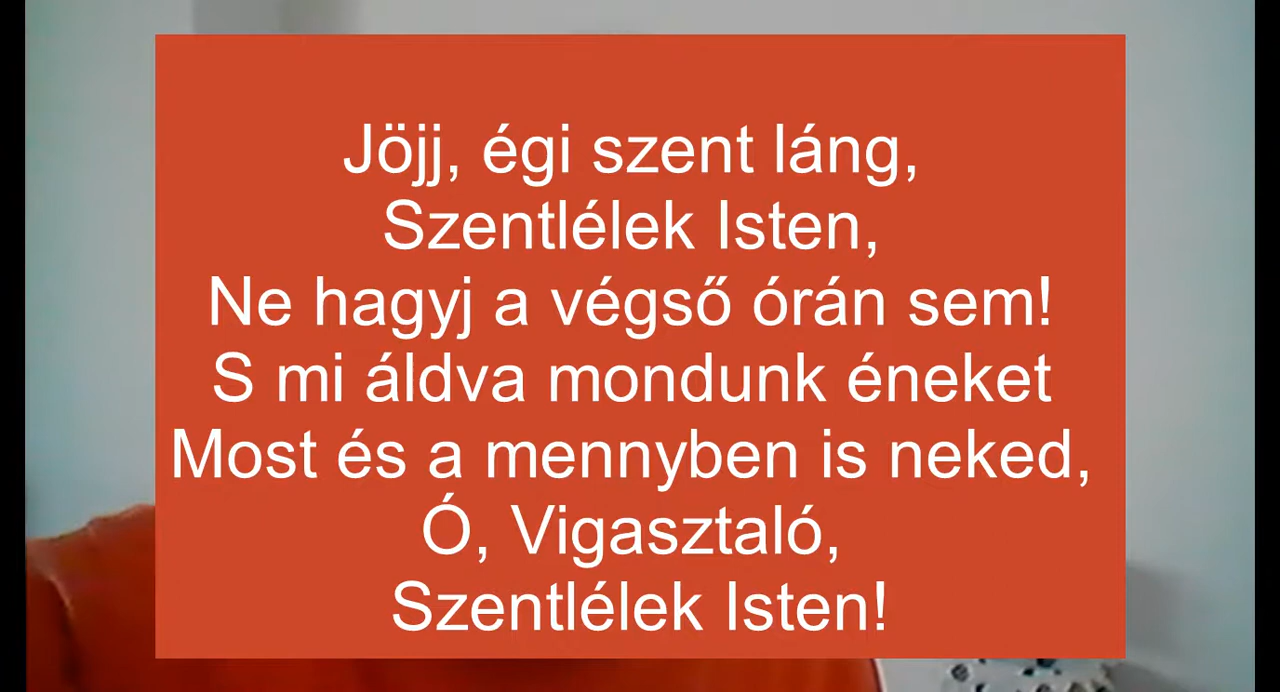 Jöjj, égi szent láng,
Szentlélek Isten,
Ne hagyj a végső órán sem!
S mi áldva mondunk éneket
Most és a mennyben is neked,
Ó, Vigasztaló,
Szentlélek Isten!